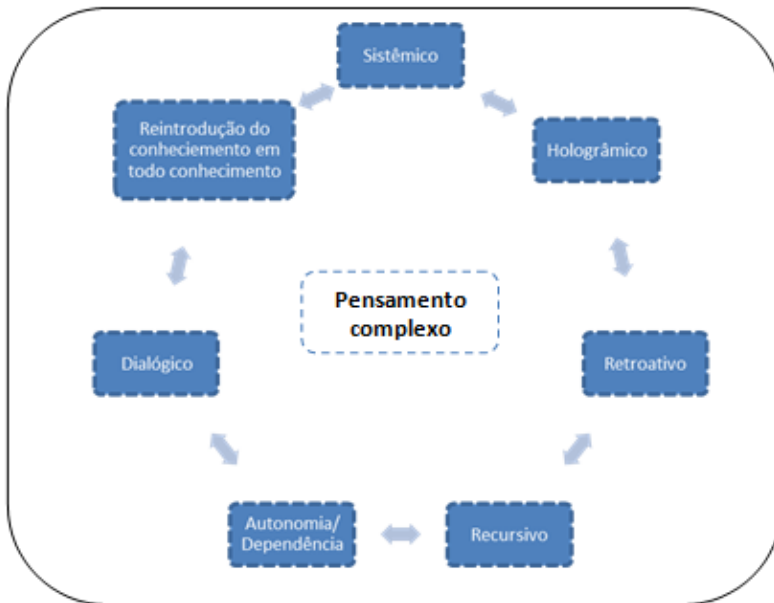 Sistêmico
Reintrodução do
conheciemento em
todo conhecimento
Hologrâmico
Pensamento
complexo
Dialógico
Retroativo
Autonomia/
Dependência
Recursivo